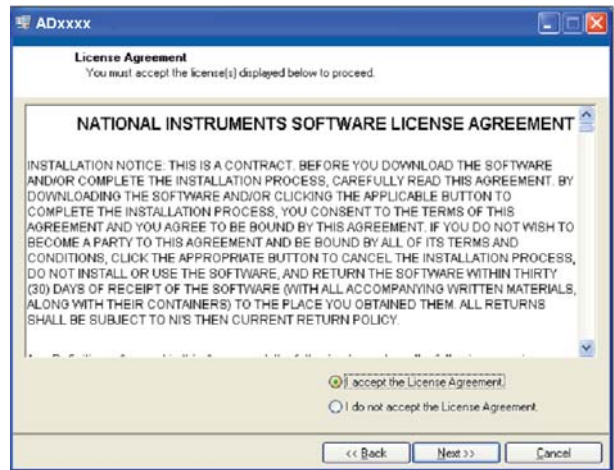 ADxxxx
License Agreement
You must accept the license(s) displayed below to proceed.
NATIONAL INSTRUMENTS SOFTWARE LICENSE AGREEMENT
INSTALLATION NOTICE: THIS IS A CONTRACT. BEFORE YOU DOWNLOAD THE SOFTWARE
AND/OR COMPLETE THE INSTALLATION PROCESS, CAREFULLY READ THIS AGREEMENT. BY
DOWNLOADING THE SOFTWARE AND/OR CLICKING THE APPLICABLE BUTTON TO
COMPLETE THE INSTALLATION PROCESS, YOU CONSENT TO THE TERMS OF THIS
AGREEMENT AND YOU AGREE TO BE BOUND BY THIS AGREEMENT. IF YOU DO NOT WISH TO
BECOME A PARTY TO THIS AGREEMENT AND BE BOUND BY ALL OF ITS TERMS AND
CONDITIONS, CLICK THE APPROPRIATE BUTTON TO CANCEL THE INSTALLATION PROCESS,
DO NOT INSTALL OR USE THE SOFTWARE, AND RETURN THE SOFTWARE WITHIN THIRTY
(30) DAYS OF RECEIPT OF THE SOFTWARE (WITH ALL ACCOMPANYING WRITTEN MATERIALS,
ALONG WITH THEIR CONTAINERS) TO THE PLACE YOU OBTAINED THEM. ALL RETURNS
SHALL BE SUBJECT TO NI'S THEN CURRENT RETURN POLICY.
I accept the License Agreement.
I do not accept the License Agreement.
<< Back
Next >>
Cancel